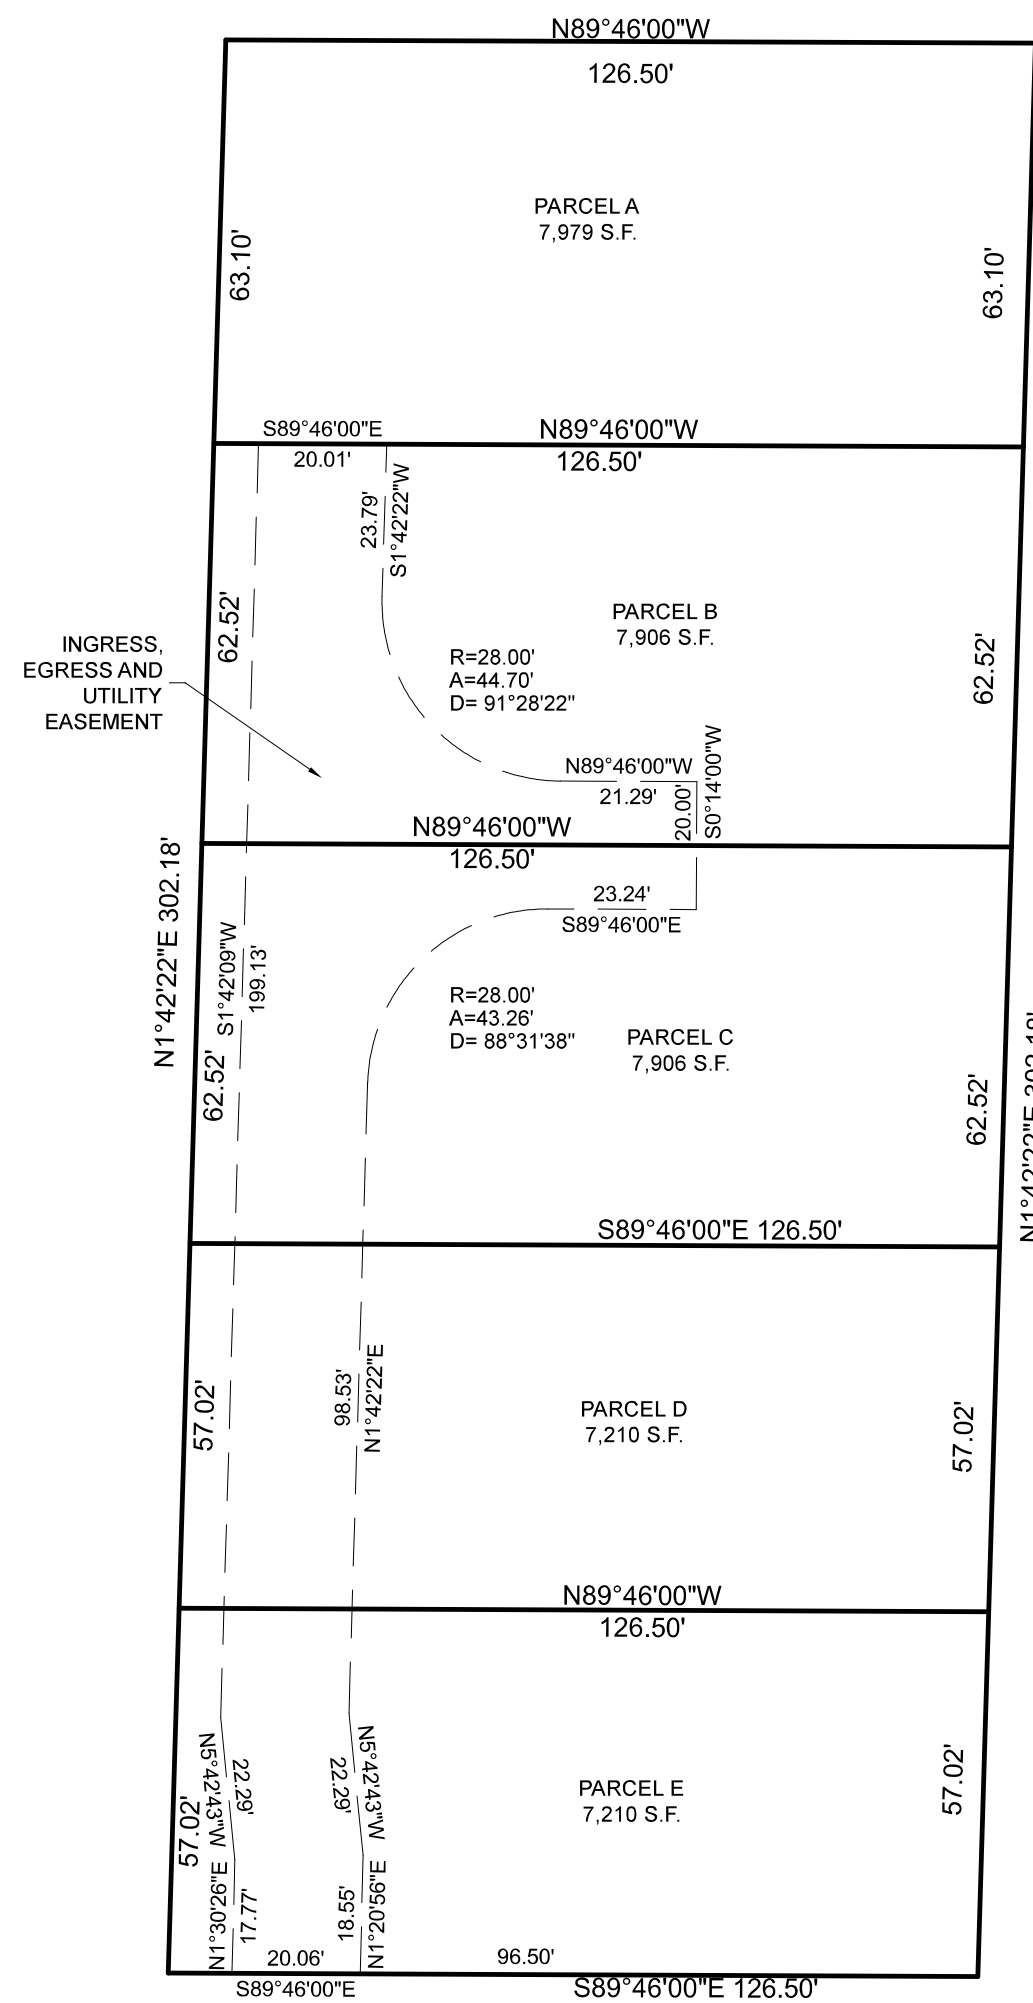 N89°46'00"W
126.50'
PARCEL A
7,979 S.F.
63.10'
63.10'
S89°46'00"E
20.01'
N89°46'00"W
126.50'
23.79'
S1°42'22"W
62.52'
PARCEL B
7,906 S.F.
62.52'
INGRESS,
EGRESS AND
UTILITY
EASEMENT
R=28.00'
A=44.70'
D= 91°28'22"
N89°46'00"W
21.29'
20.00'
S0°14'00"W
N89°46'00"W
126.50'
N1°42'22"E 302.18'
23.24'
S89°46'00"E
S1°42'09"W
199.13'
62.52'
R=28.00'
A=43.26'
D= 88°31'38"
PARCEL C
7,906 S.F.
62.52'
N1°42'22"E 302.18'
S89°46'00"E 126.50'
57.02'
98.53'
N1°42'22"E
PARCEL D
7,210 S.F.
57.02'
N89°46'00"W
126.50'
N5°42'43"W
22.29'
22.29'
N5°42'43"W
57.02'
PARCEL E
7,210 S.F.
57.02'
N1°30'26"E
17.77'
18.55'
N1°20'56"E
20.06'
S89°46'00"E
96.50'
S89°46'00"E 126.50'